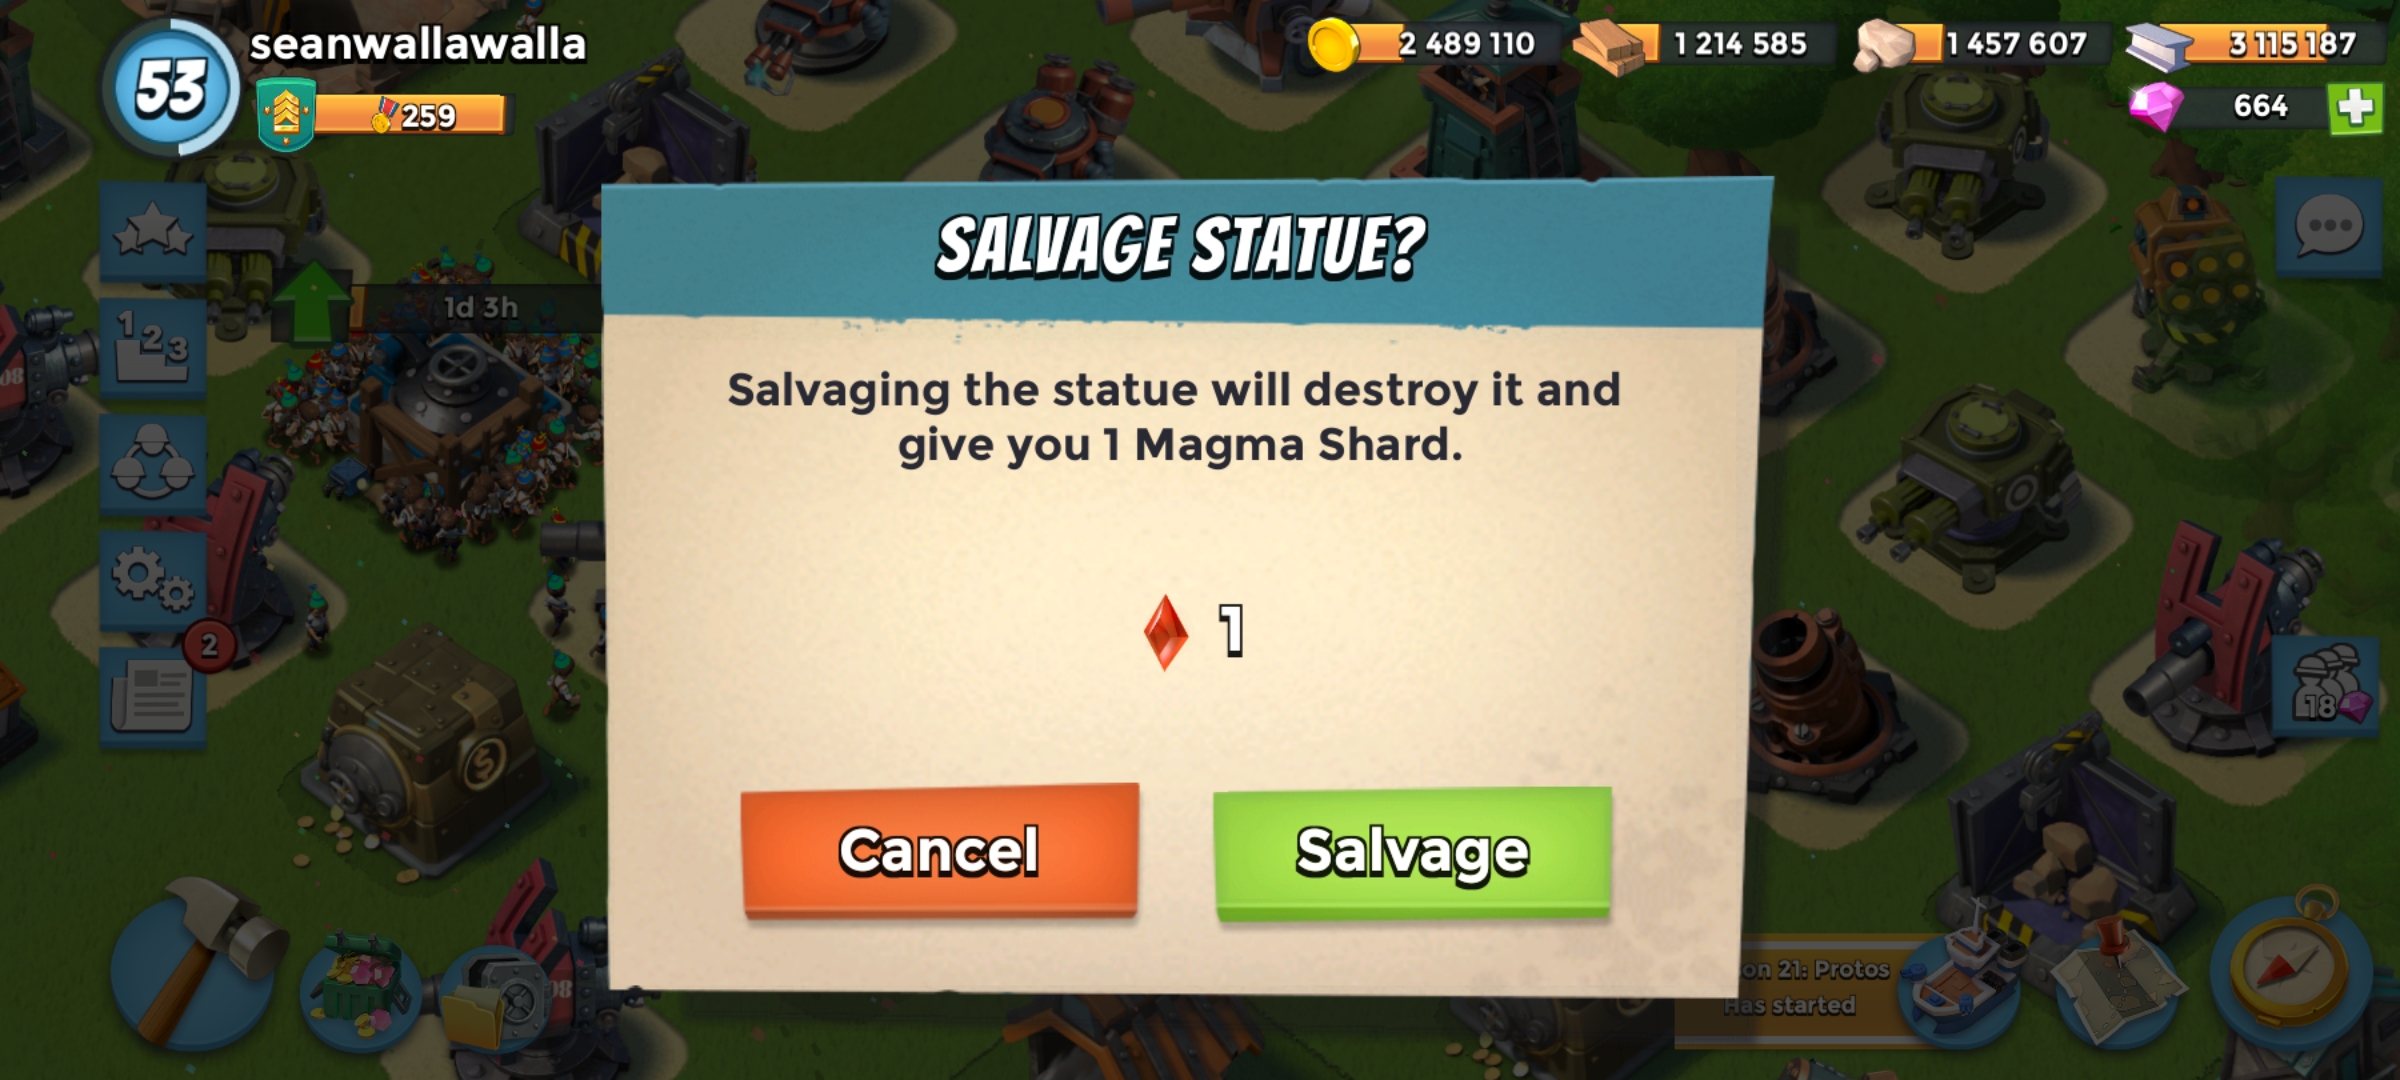 53
seanwallawalla
259
2 489 110
1 214 585
1 457 607
3 115 187
664
1d 3h
123
2
SALVAGE STATUE?
Salvaging the statue will destroy it and
give you 1 Magma Shard.
1
Cancel
Salvage
18
21: Protos
Has started
08
08
$